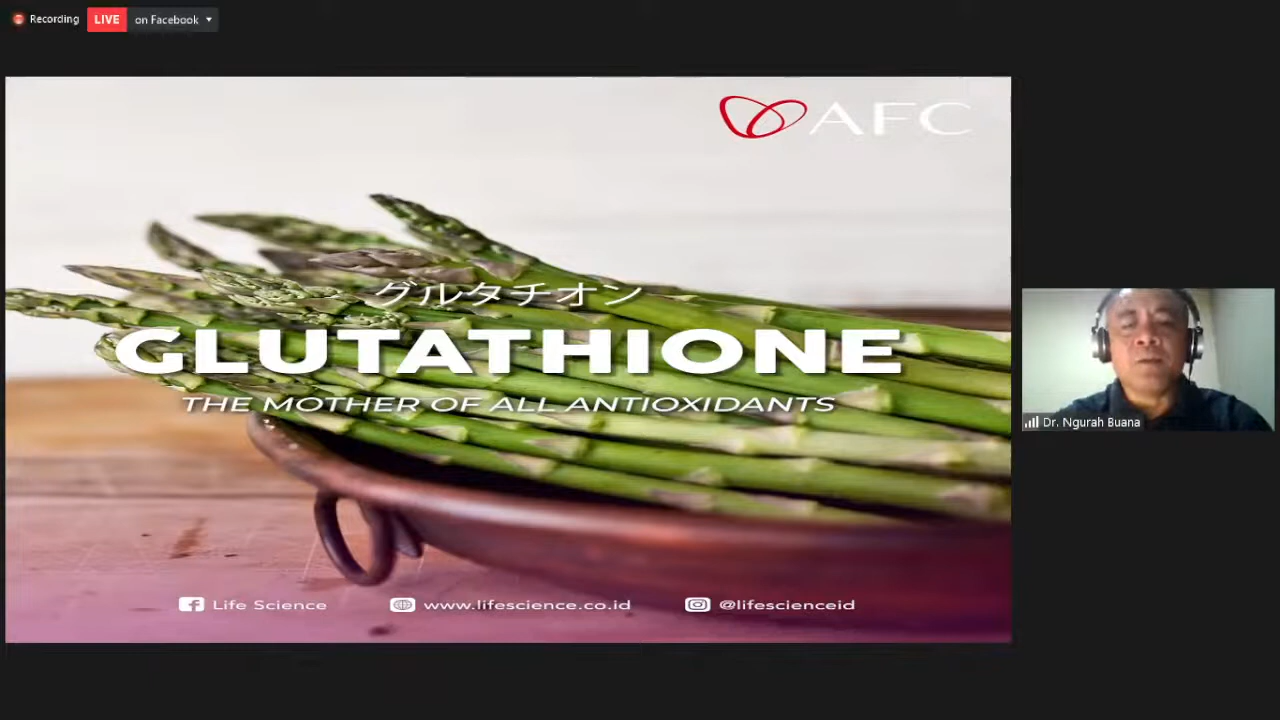 Recording
LIVE on Facebook
AFC
グルタチオン
GLUTATHIONE
THE MOTHER OF ALL ANTIOXIDANTS
Life Science
www.lifescience.co.id
@lifescienceid
Dr. Ngurah Buana